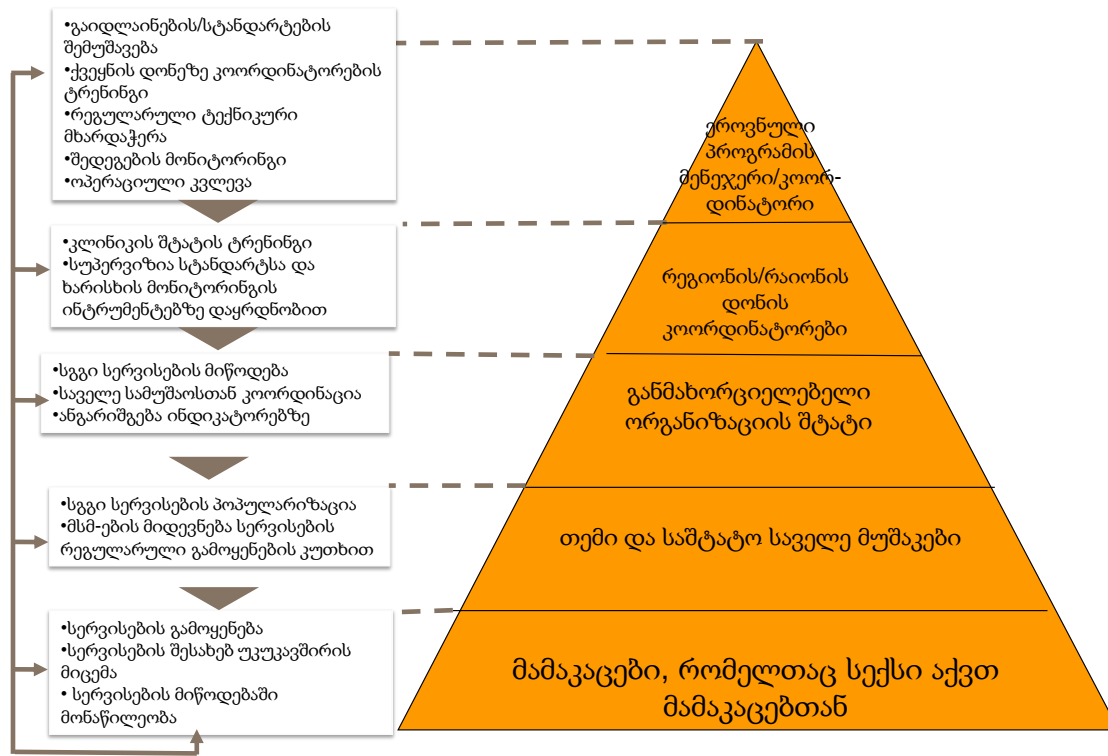 •გაიდლაინების/სტანდარტების
შემუშავება
•ქვეყნის დონეზე კოორდინატორების
ტრენინგი
•რეგულარული ტექნიკური
მხარდაჭერა
•შედეგების მონიტორინგი
•ოპერაციული კვლევა
•კლინიკის შტატის ტრენინგი
•სუპერვიზია სტანდარტსა და
ხარისხის მონიტორინგის
ინტრუმენტებზე დაყრდნობით
•სგგი სერვისების მიწოდება
•საველე სამუშაოსთან კოორდინაცია
•ანგარიშგება ინდიკატორებზე
•სგგი სერვისების პოპულარიზაცია
•მსმ-ების მიდევნება სერვისების
რეგულარული გამოყენების კუთხით
•სერვისების გამოყენება
•სერვისების შესახებ უკუკავშირის
მიცემა
• სერვისების მიწოდებაში
მონაწილეობა
ეროვნული
პროგრამის
მენეჯერი/კოორ-
დინატორი
რეგიონის/რაიონის
დონის
კოორდინატორები
განმახორციელებელი
ორგანიზაციის შტატი
თემი და საშტატო საველე მუშაკები
მამაკაცები, რომელთაც სექსი აქვთ
მამაკაცებთან